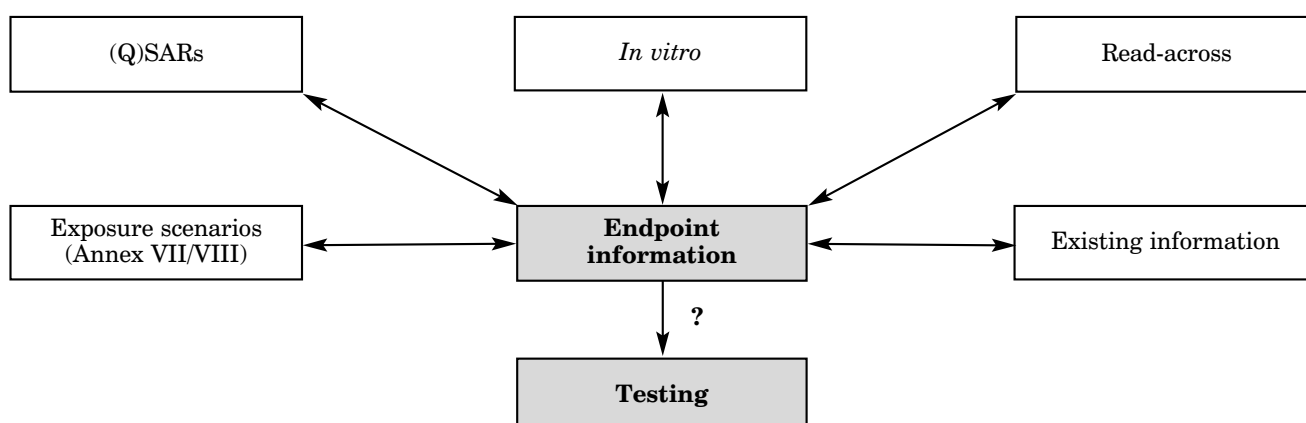 (Q)SARs
In vitro
Read-across
Exposure scenarios
(Annex VII/VIII)
Endpoint
information
Existing information
?
Testing